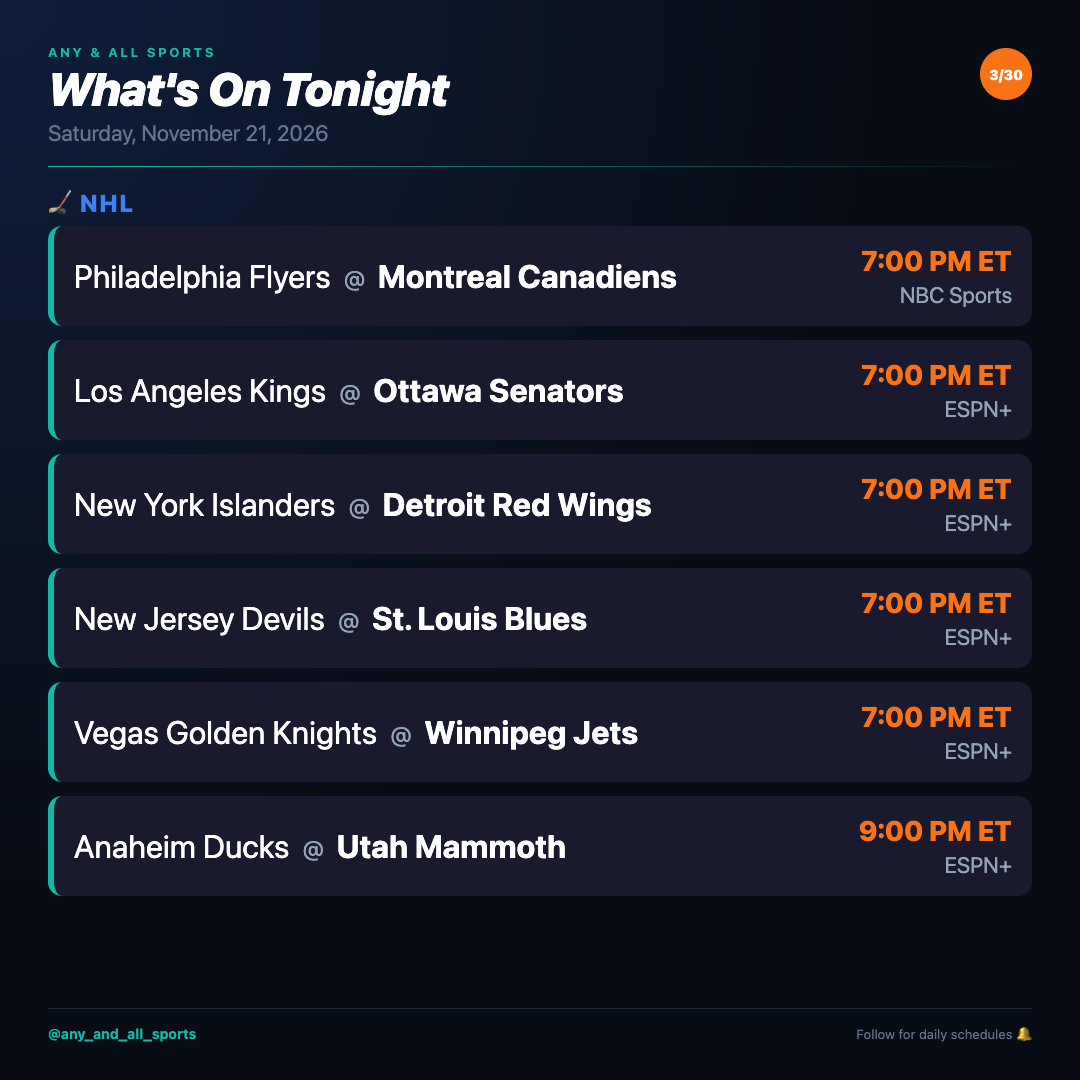 ANY & ALL SPORTS
What's On Tonight
3/30
Saturday, November 21, 2026
🏒 NHL
Philadelphia Flyers @ Montreal Canadiens
7:00 PM ET
NBC Sports
Los Angeles Kings @ Ottawa Senators
7:00 PM ET
ESPN+
New York Islanders @ Detroit Red Wings
7:00 PM ET
ESPN+
New Jersey Devils @ St. Louis Blues
7:00 PM ET
ESPN+
Vegas Golden Knights @ Winnipeg Jets
7:00 PM ET
ESPN+
Anaheim Ducks @ Utah Mammoth
9:00 PM ET
ESPN+
@any_and_all_sports
Follow for daily schedules 🔔